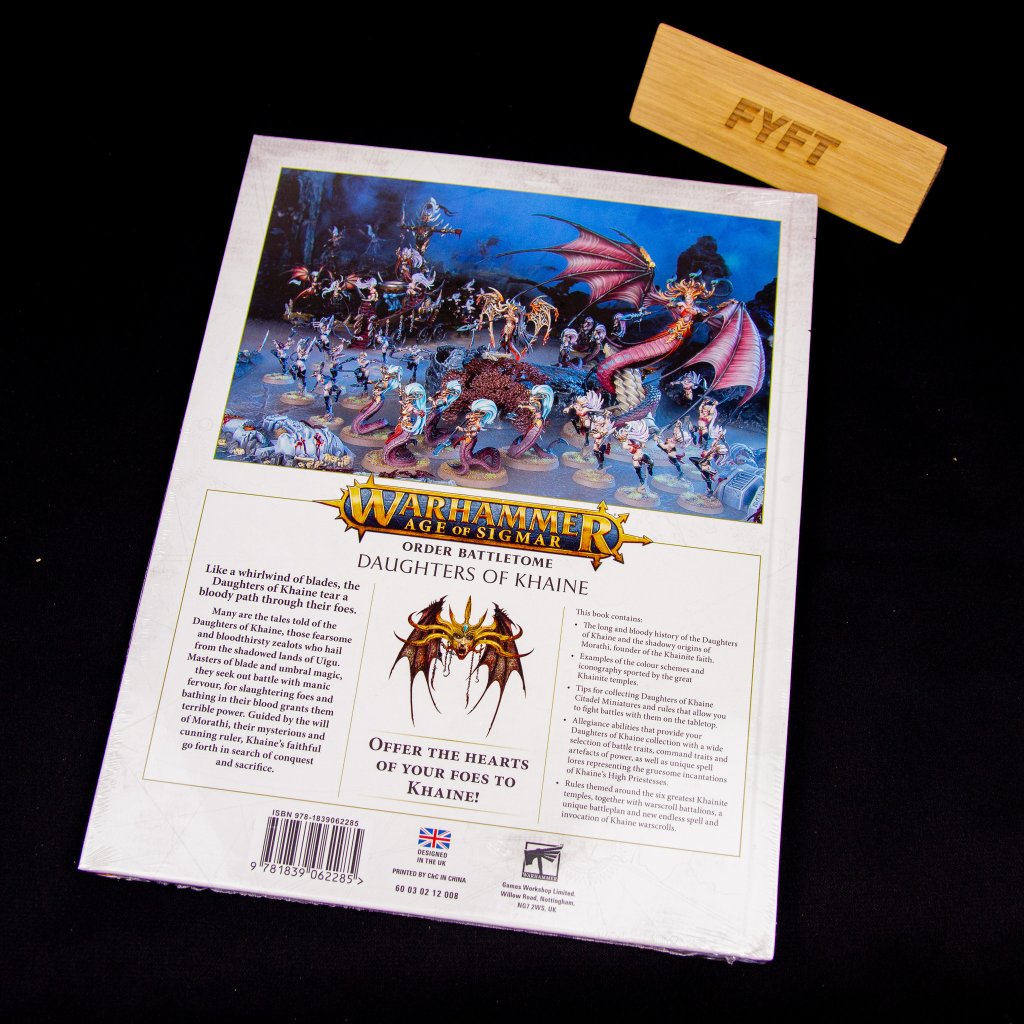 FYFT
WARHAMMER
AGE OF SIGMAR
ORDER BATTLETOME
DAUGHTERS OF KHAINE
Like a whirlwind of blades, the
Daughters of Khaine tear a
bloody path through their foes.
Many are the tales told of the
Daughters of Khaine, those fearsome
and bloodthirsty zealots who hail
from the shadowed lands of Ulgu.
Masters of blade and umbral magic,
they seek out battle with manic
fervour, for slaughtering foes and
bathing in their blood grants them
terrible power. Guided by the will
of Morathi, their mysterious and
cunning ruler, Khaine's faithful
go forth in search of conquest
and sacrifice.
OFFER THE HEARTS
OF YOUR FOES TO
KHAINE!
This book contains:
• The long and bloody history of the Daughters
of Khaine and the shadowy origins of
Morathi, founder of the Khainite faith.
• Examples of the colour schemes and
iconography sported by the great
Khainite temples.
• Tips for collecting Daughters of Khaine
Citadel Miniatures and rules that allow you
to fight battles with them on the tabletop.
• Allegiance abilities that provide your
Daughters of Khaine collection with a wide
selection of battle traits, command traits and
artefacts of power, as well as unique spell
lores representing the gruesome incantations
of Khaine's High Priestesses.
• Rules themed around the six greatest Khainite
temples, together with warscroll battalions, a
unique battleplan and new endless spell and
invocation of Khaine warscrolls.
ISBN 978-1839062285
9 781839 062285 >
DESIGNED
IN THE UK
PRINTED BY C&C IN CHINA
60 03 02 12 008
WARHAMMER
Games Workshop Limited,
Willow Road, Nottingham,
NG7 2WS, UK